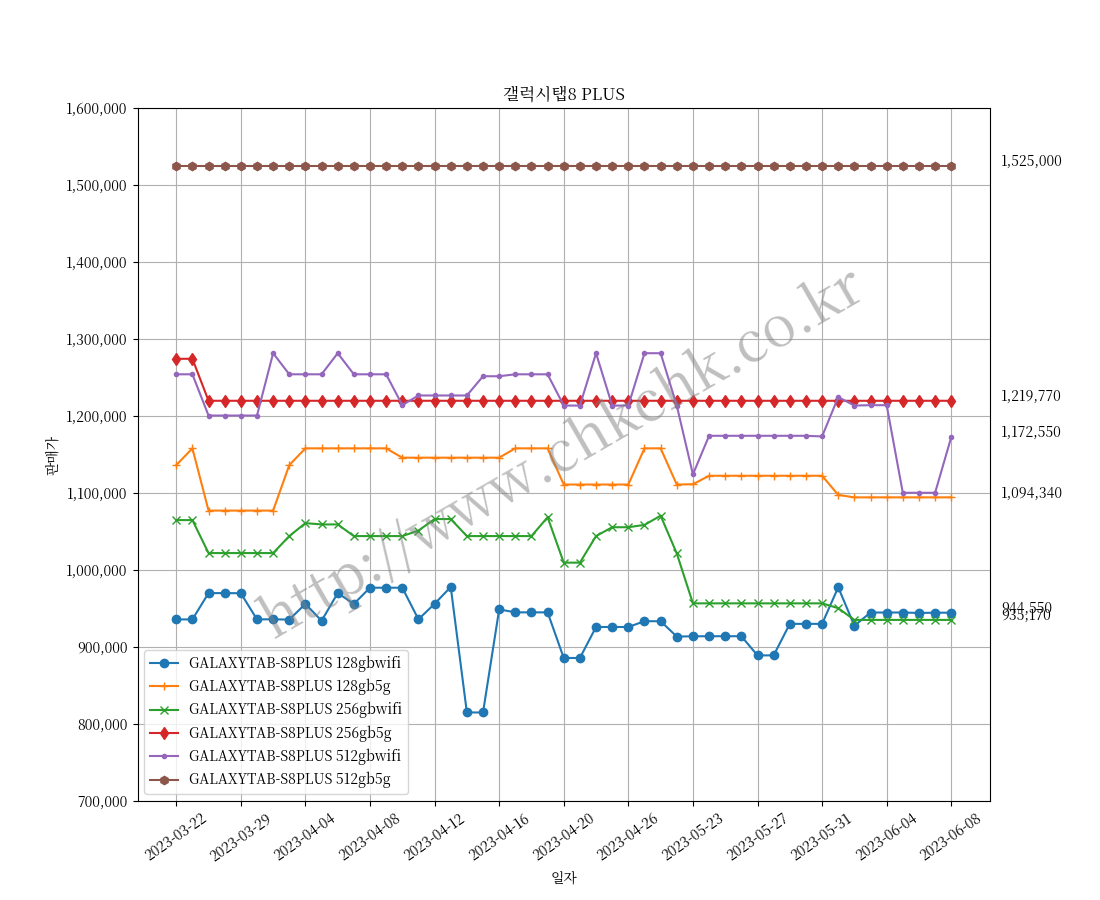 갤럭시탭8 PLUS
1,600,000
1,500,000
1,400,000
1,300,000
1,200,000
1,100,000
1,000,000
900,000
800,000
700,000
판매가
1,525,000
1,219,770
1,172,550
1,094,340
944,550
935,170
http://www.chkchk.co.kr
GALAXYTAB-S8PLUS 128gbwifi
GALAXYTAB-S8PLUS 128gb5g
GALAXYTAB-S8PLUS 256gbwifi
GALAXYTAB-S8PLUS 256gb5g
GALAXYTAB-S8PLUS 512gbwifi
GALAXYTAB-S8PLUS 512gb5g
2023-03-22
2023-03-29
2023-04-04
2023-04-08
2023-04-12
2023-04-16
2023-04-20
2023-04-26
2023-05-23
2023-05-27
2023-05-31
2023-06-04
2023-06-08
일자